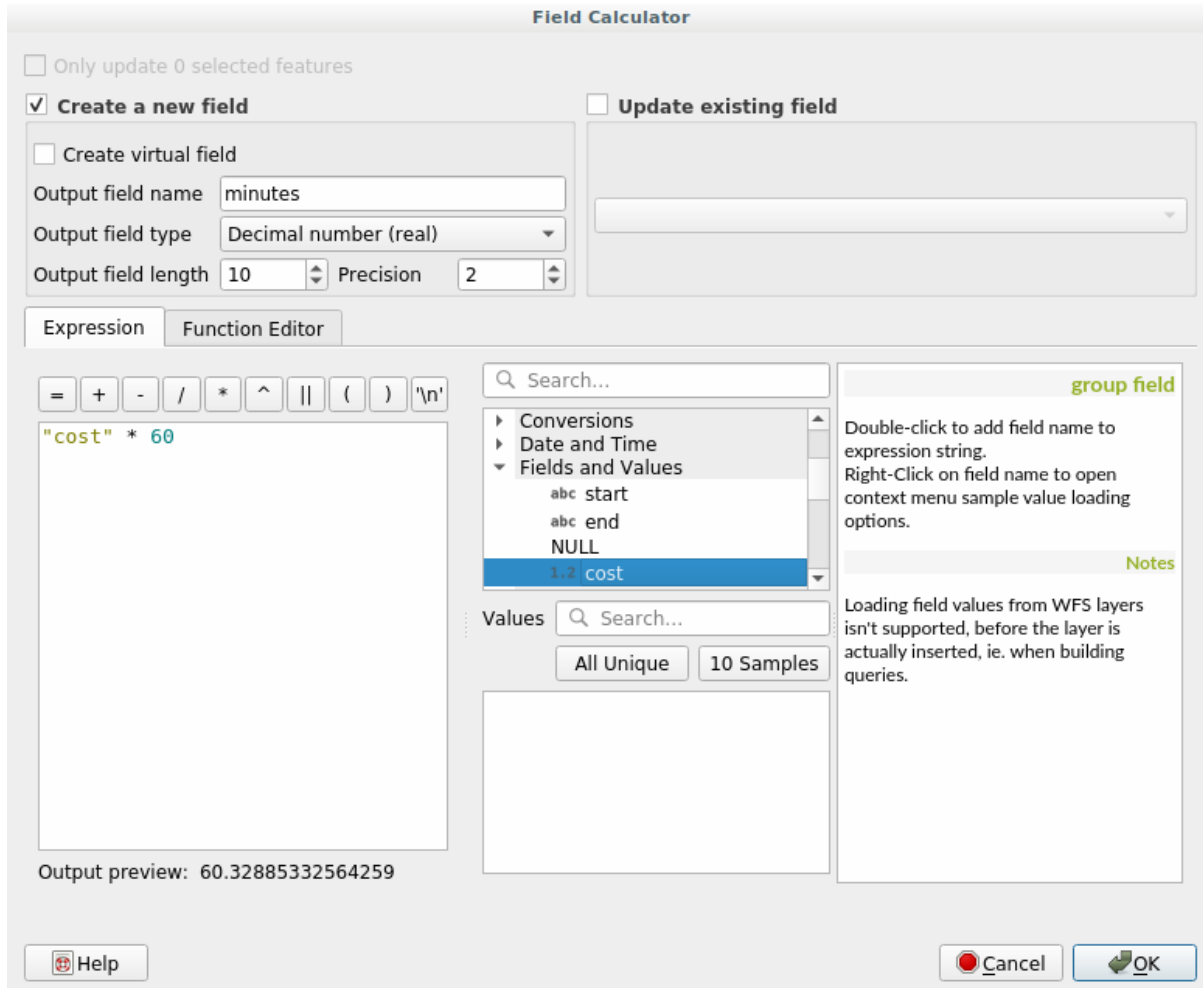 Field Calculator
Only update 0 selected features
Create a new field
Update existing field
Create virtual field
Output field name minutes
Output field type Decimal number (real)
Output field length 10 Precision 2
Expression Function Editor
= + - / * ^ || ( ) '\n'
"cost" * 60
Output preview: 60.32885332564259
Search...
Conversions
Date and Time
Fields and Values
abc start
abc end
NULL
1.2 cost
Values Search...
All Unique 10 Samples
group field
Double-click to add field name to
expression string.
Right-Click on field name to open
context menu sample value loading
options.
Notes
Loading field values from WFS layers
isn't supported, before the layer is
actually inserted, ie. when building
queries.
Help
Cancel
OK